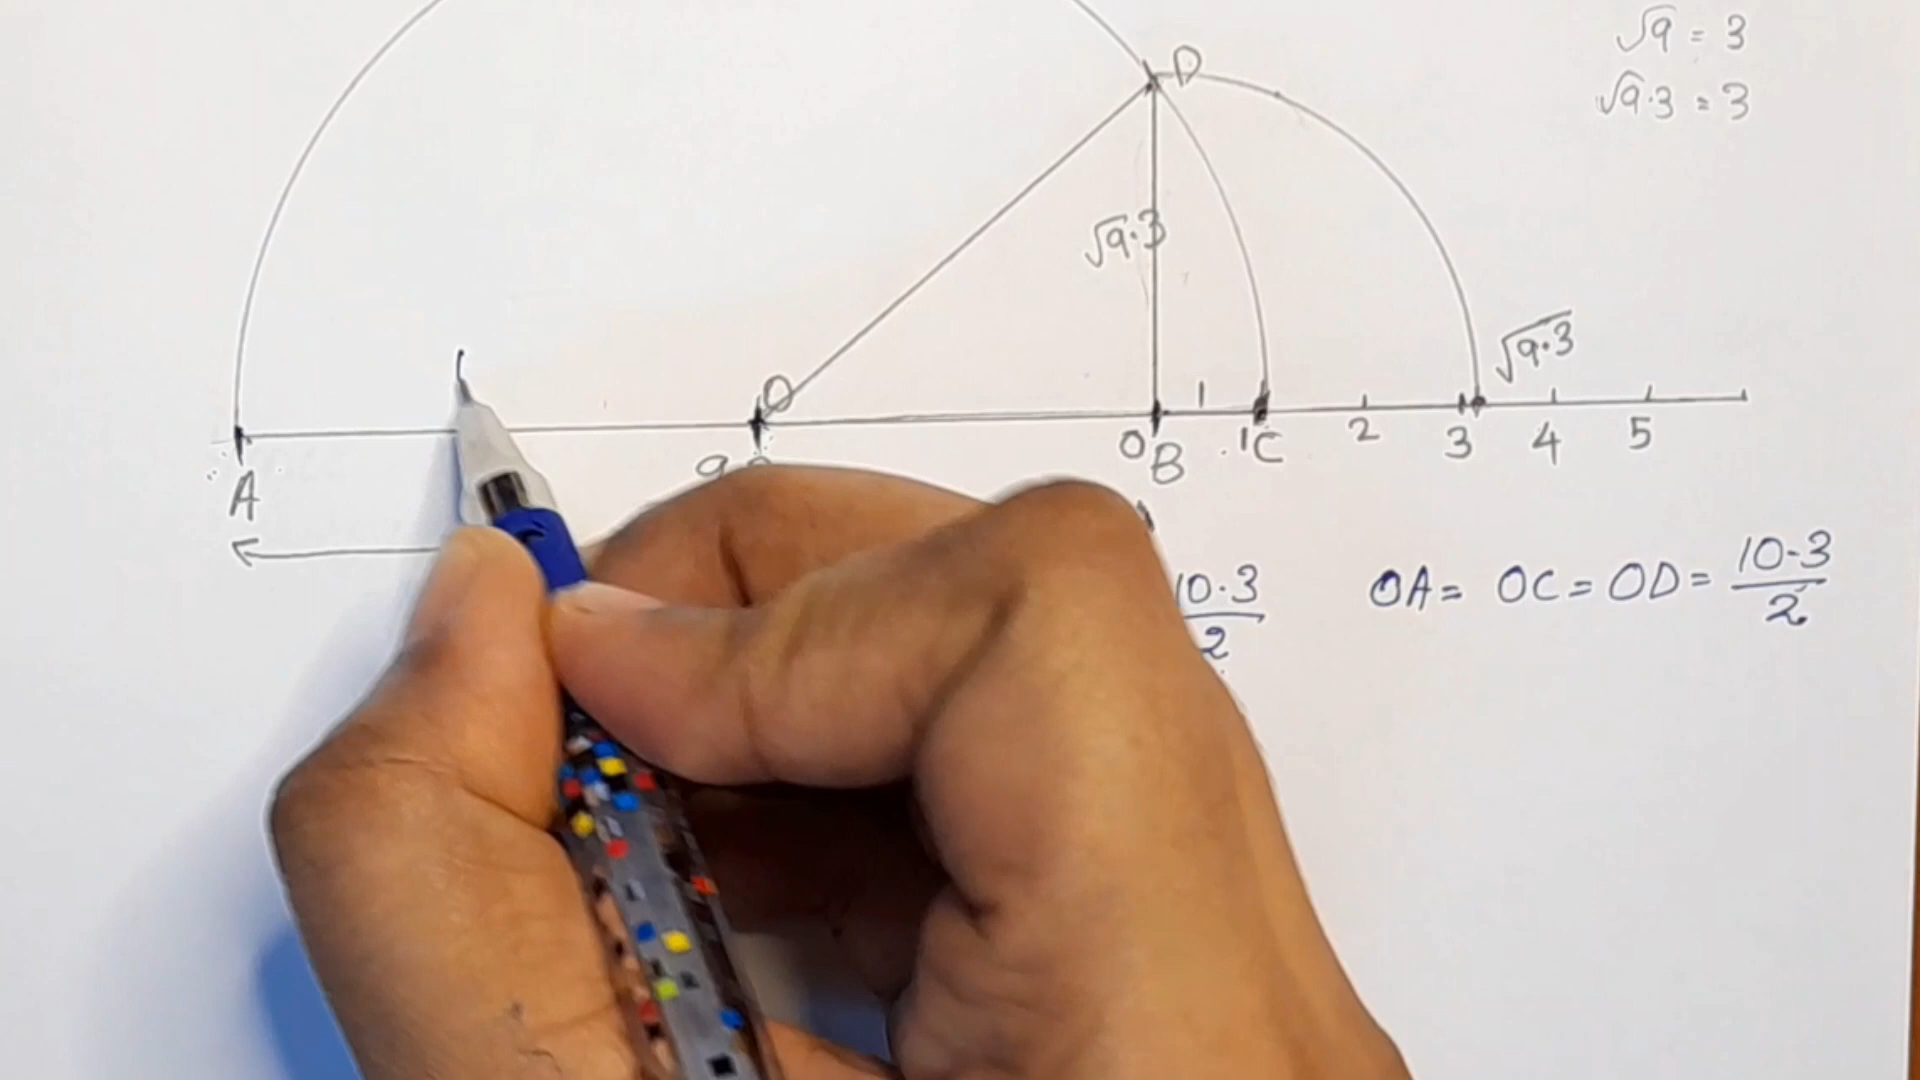 √9 = 3
√9.3 = 3
D
√9.3
√9.3
O
1
A
0 B 1 C 2 3 4 5
10.3
2
OA = OC = OD = 10.3
2